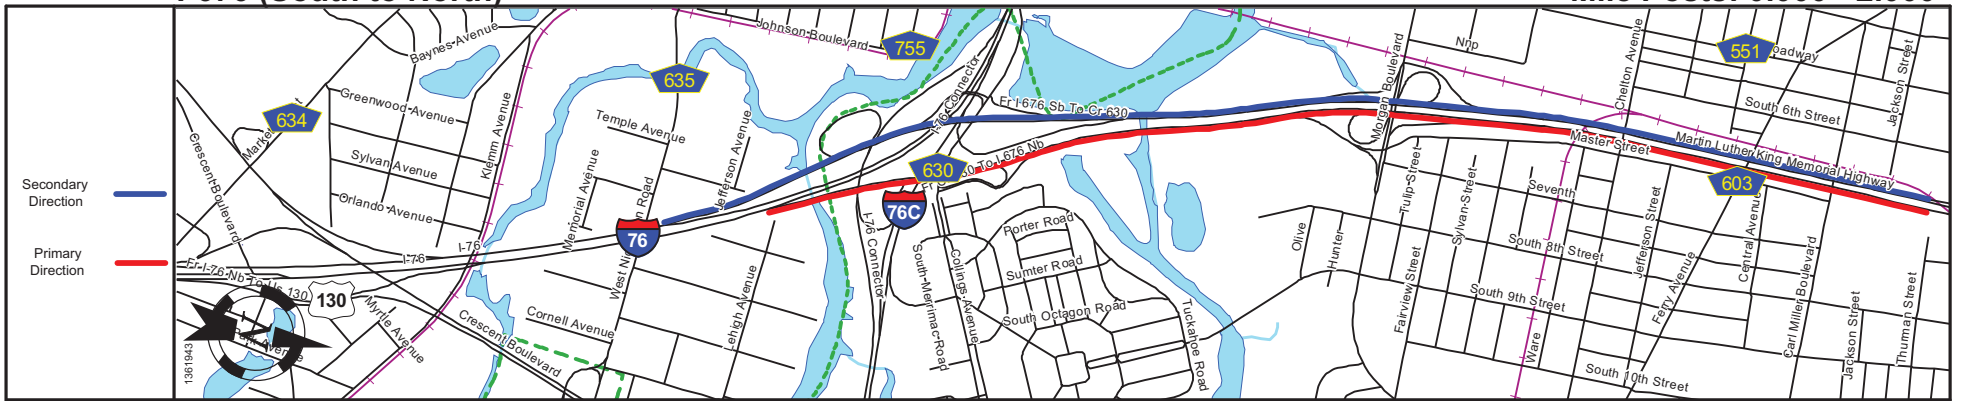 Secondary
Direction
Primary
Direction
Baynes Avenue
Johnson Boulevard
755
635
634
551
Nnp
Morgan Boulevard
Chelton Avenue
Jackson Street
South 6th Street
Greenwood Avenue
Klemm Avenue
Temple Avenue
Jefferson Avenue
I-76 Connector
Fr I-676 Sb To Cr 630
Crescent Boulevard
Sylvan Avenue
Orlando Avenue
Memorial Avenue
630
To I-676 Nb
Master Street
Martin Luther King Memorial Highway
603
76
76C
I-76
I-76
Fr I-76 Nb To Us 130
130
Myrtle Avenue
Crescent Boulevard
Cornell Avenue
Lehigh Avenue
I-76 Connector
South Merrimac Road
Collings Avenue
Porter Road
Sumter Road
South Octagon Road
Tuckahoe Road
Olive
Hunter
Tulip Street
Fairview Street
Sylvan Street
Seventh
South 8th Street
South 9th Street
South 10th Street
Ware
Jefferson Street
Ferry Avenue
Central Avenue
Carl Miller Boulevard
Jackson Street
Thurman Street
1361943